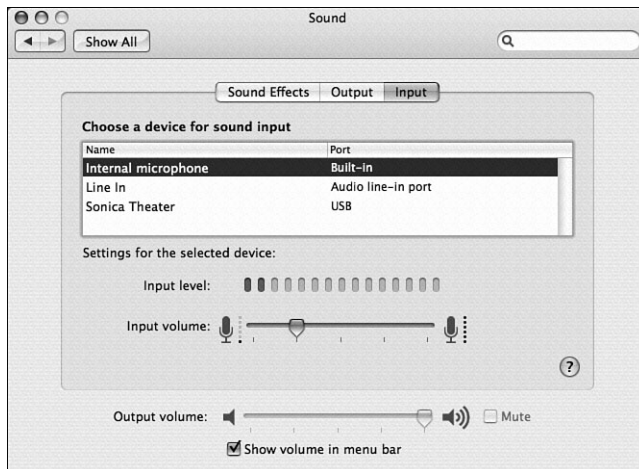 Sound
Show All
Sound Effects Output Input
Choose a device for sound input
Name Port
Internal microphone Built-in
Line In Audio line-in port
Sonica Theater USB
Settings for the selected device:
Input level:
Input volume:
?
Output volume: Mute
Show volume in menu bar